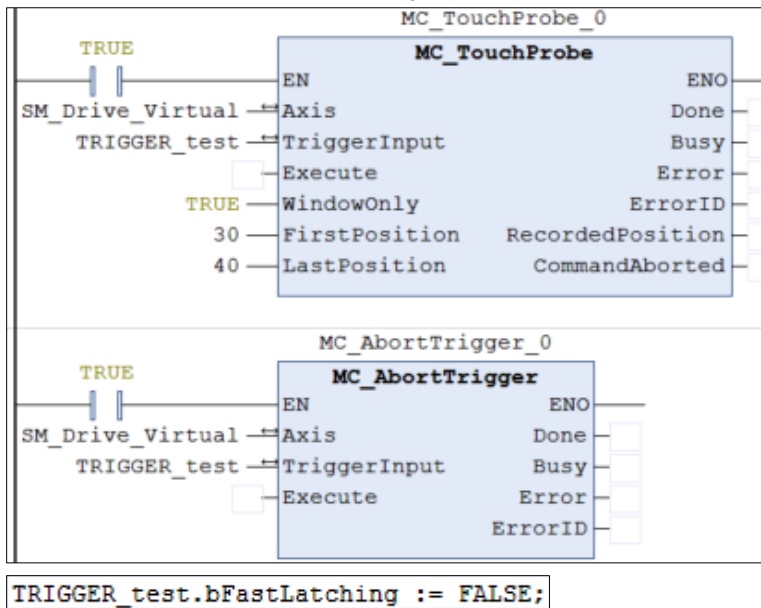 MC_TouchProbe_0
TRUE
MC_TouchProbe
EN ENO
SM_Drive_Virtual Axis Done
TRIGGER_test TriggerInput Busy
Execute Error
TRUE WindowOnly ErrorID
30 FirstPosition RecordedPosition
40 LastPosition CommandAborted
MC_AbortTrigger_0
TRUE
MC_AbortTrigger
EN ENO
SM_Drive_Virtual Axis Done
TRIGGER_test TriggerInput Busy
Execute Error
ErrorID
TRIGGER_test.bFastLatching := FALSE;